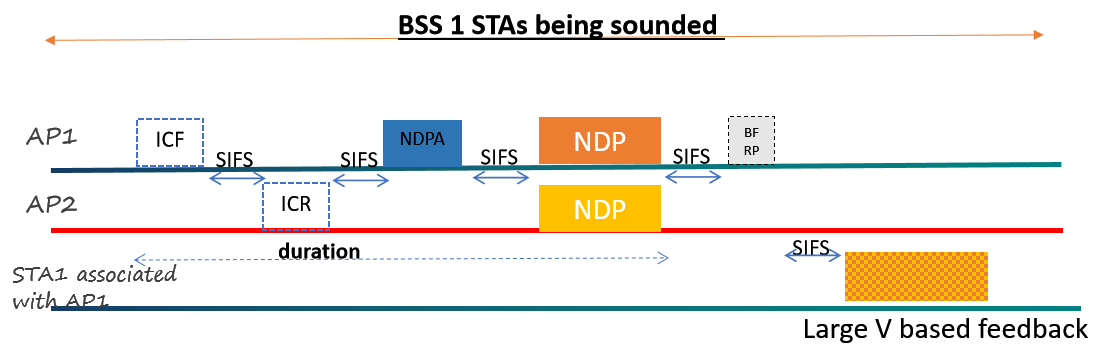 BSS 1 STAs being sounded
AP1
ICF
SIFS
SIFS
NDPA
SIFS
NDP
SIFS
BF
RP
AP2
ICR
NDP
duration
SIFS
STA1 associated
with AP1
Large V based feedback